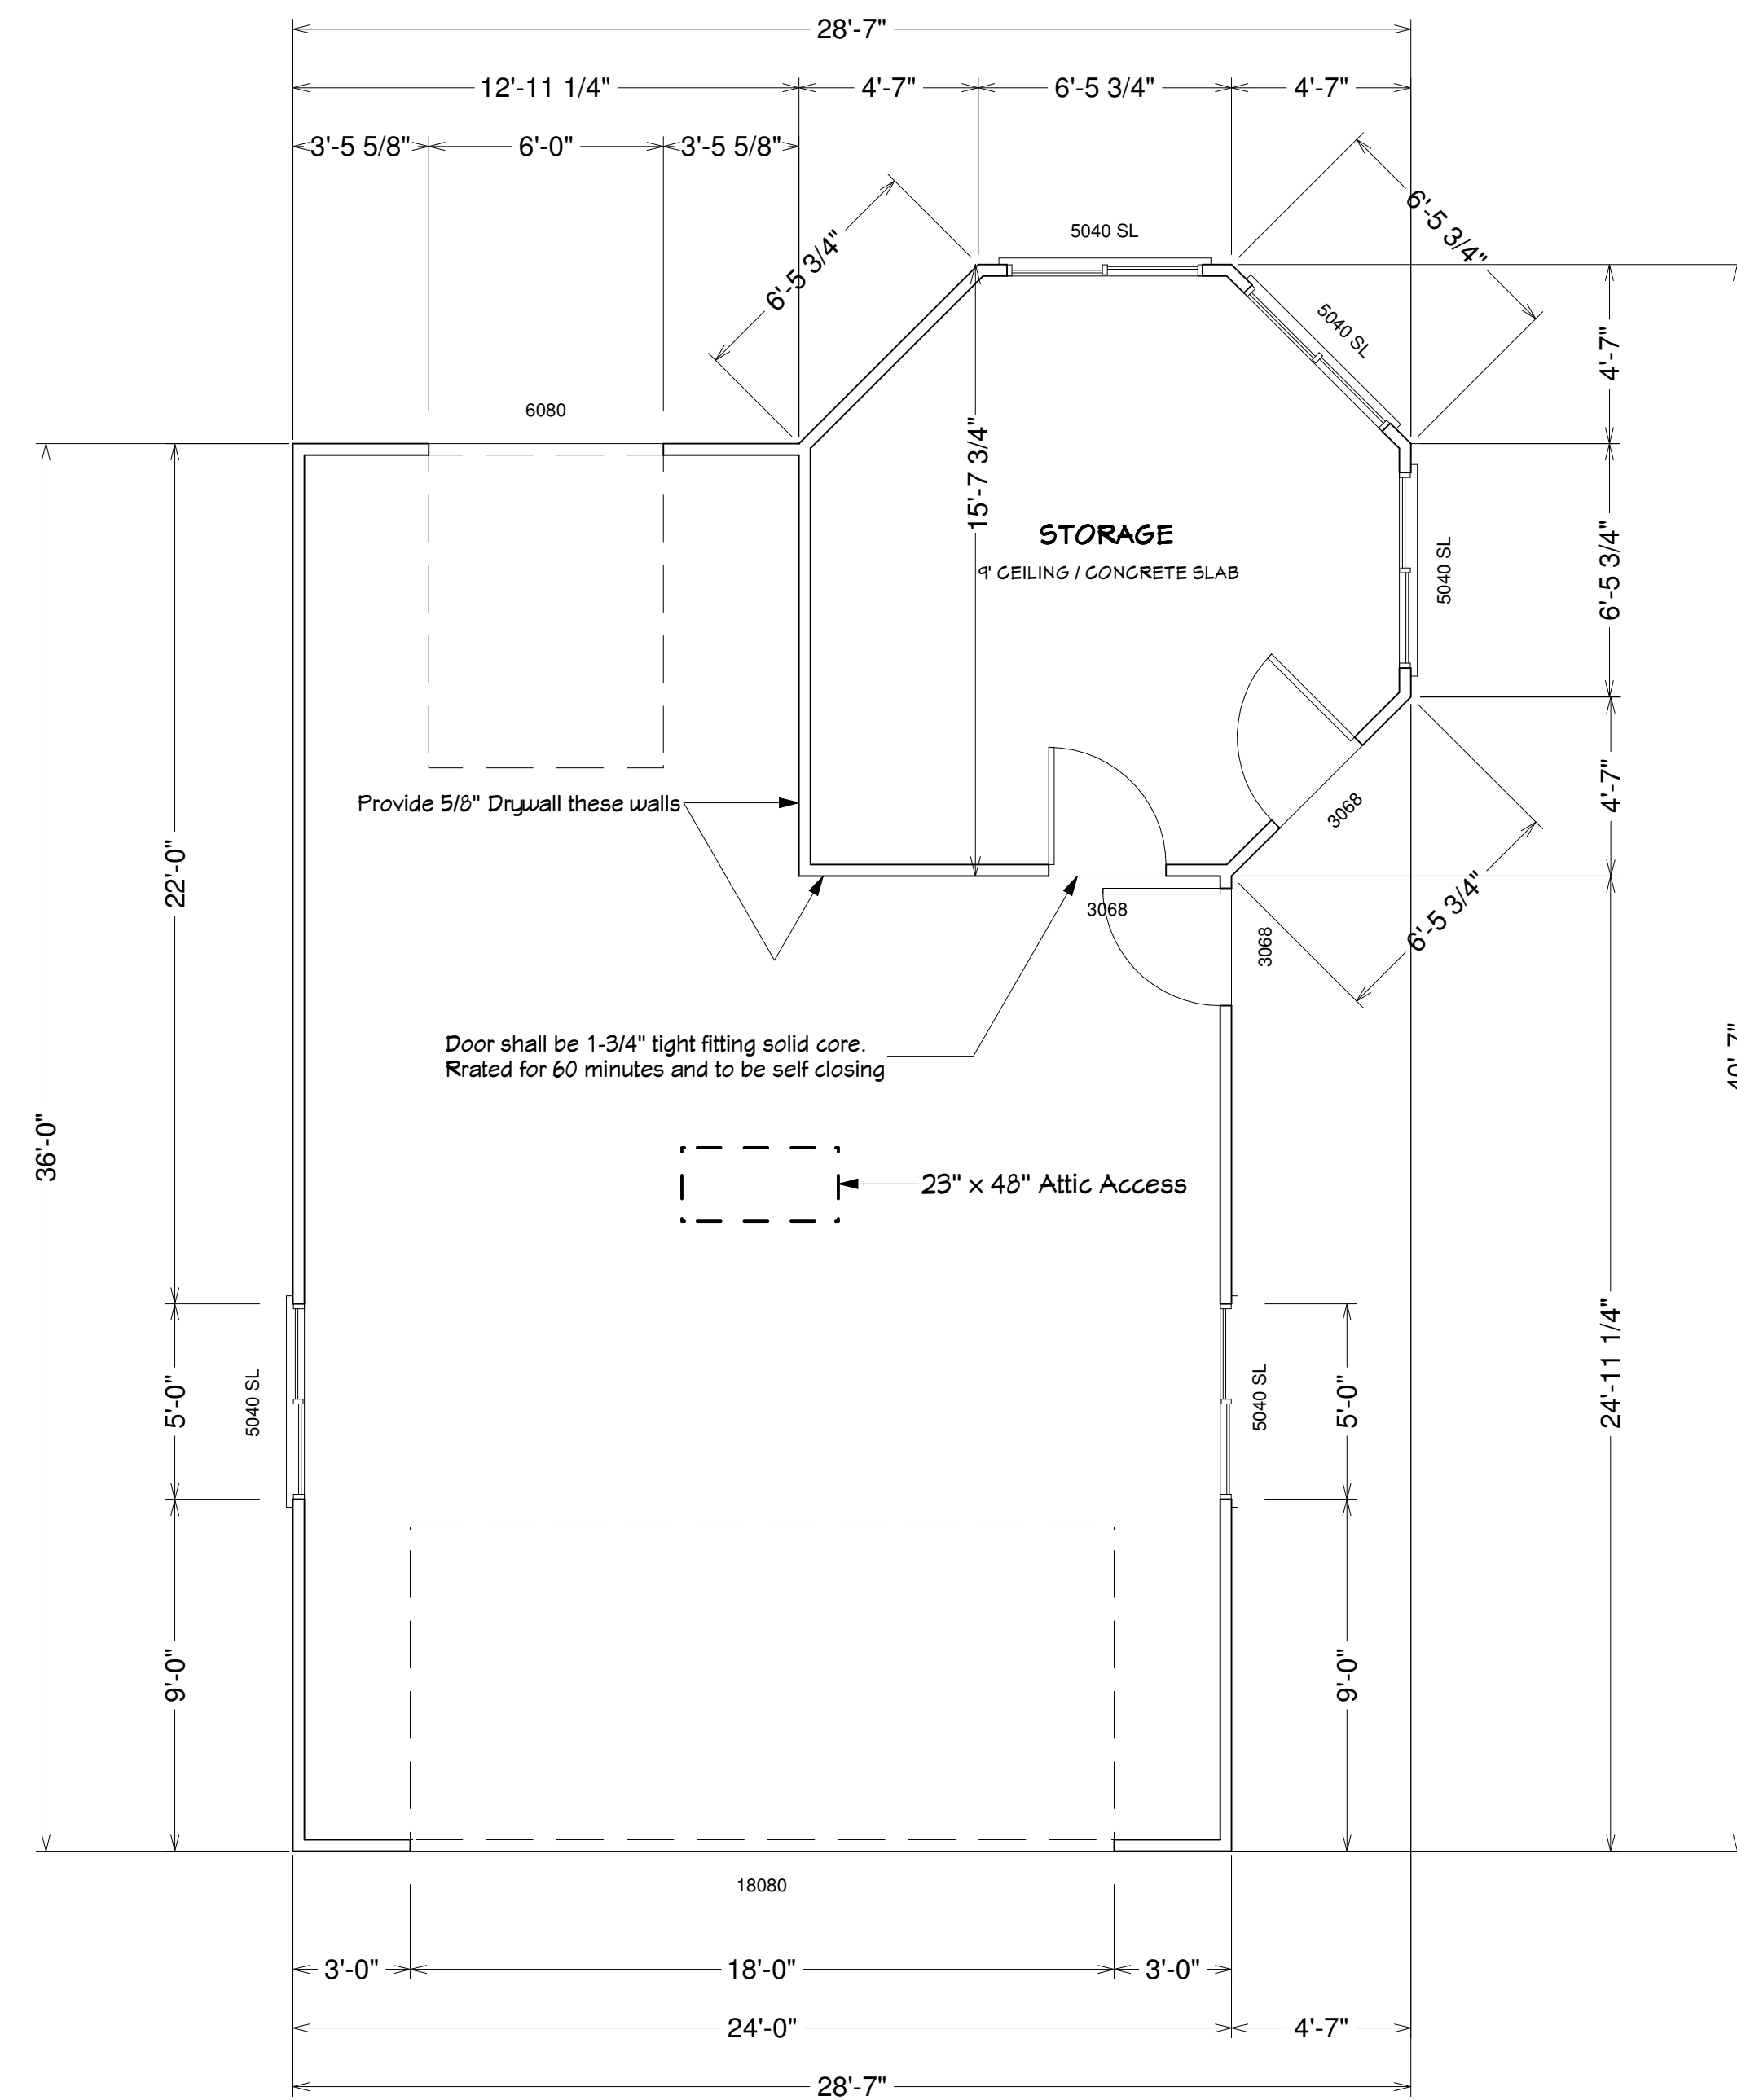 28'-7"
12'-11 1/4" 4'-7" 6'-5 3/4" 4'-7"
3'-5 5/8" 6'-0" 3'-5 5/8"
6'-5 3/4"
6'-5 3/4"
5040 SL
5040 SL
4'-7"
6080
15'-7 3/4"
STORAGE
9' CEILING / CONCRETE SLAB
5040 SL
6'-5 3/4"
Provide 5/8" Drywall these walls
3068
4'-7"
22'-0"
3068
3068
6'-5 3/4"
Door shall be 1-3/4" tight fitting solid core.
Rrated for 60 minutes and to be self closing
36'-0"
23" x 48" Attic Access
24'-11 1/4"
5'-0"
5040 SL
5040 SL
5'-0"
9'-0"
9'-0"
18080
3'-0" 18'-0" 3'-0"
24'-0" 4'-7"
28'-7"